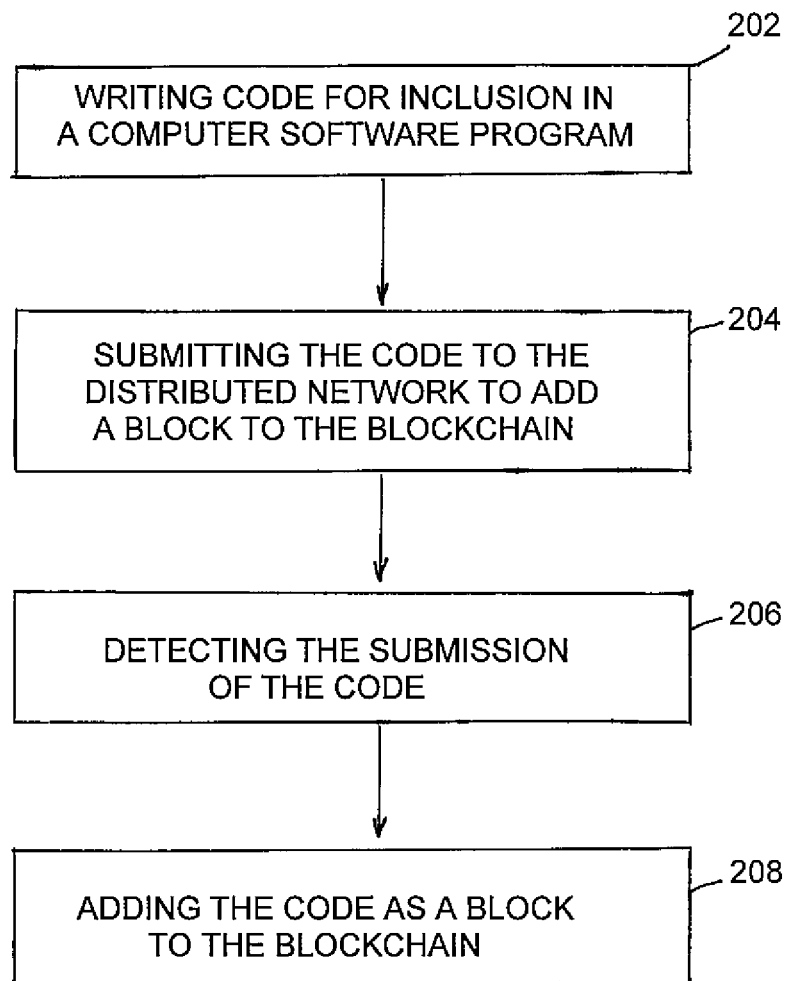 202
WRITING CODE FOR INCLUSION IN
A COMPUTER SOFTWARE PROGRAM
204
SUBMITTING THE CODE TO THE
DISTRIBUTED NETWORK TO ADD
A BLOCK TO THE BLOCKCHAIN
206
DETECTING THE SUBMISSION
OF THE CODE
208
ADDING THE CODE AS A BLOCK
TO THE BLOCKCHAIN